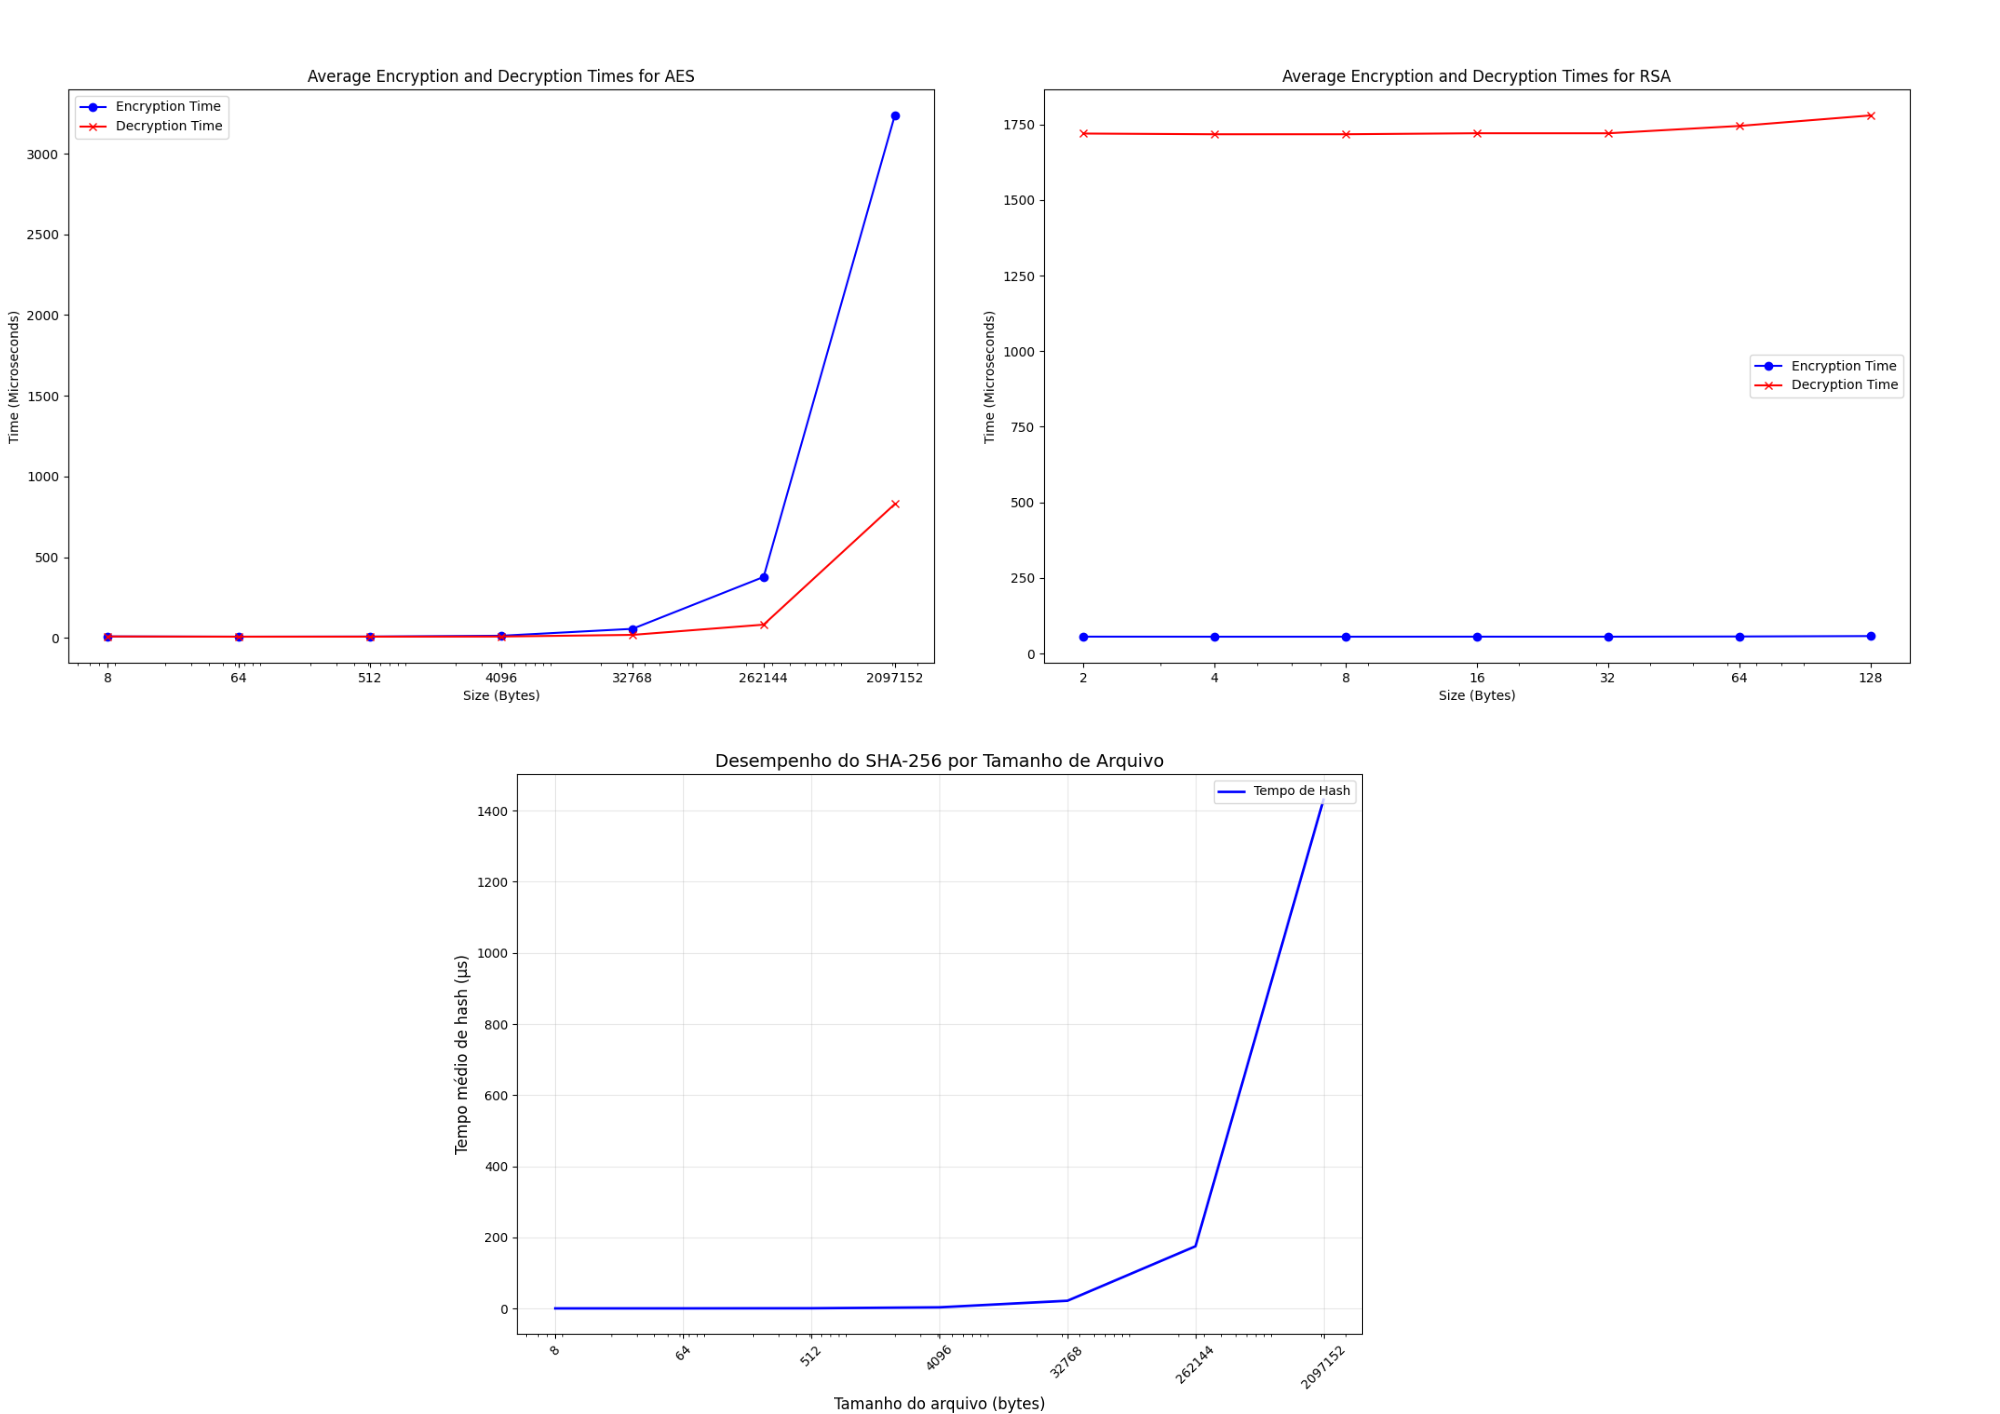 Average Encryption and Decryption Times for AES
Encryption Time
Decryption Time
3000
2500
2000
1500
1000
500
0
Time (Microseconds)
8 64 512 4096 32768 262144 2097152
Size (Bytes)
Average Encryption and Decryption Times for RSA
1750
1500
1250
1000
750
500
250
0
Time (Microseconds)
Encryption Time
Decryption Time
2 4 8 16 32 64 128
Size (Bytes)
Desempenho do SHA-256 por Tamanho de Arquivo
Tempo de Hash
1400
1200
1000
800
600
400
200
0
Tempo médio de hash (µs)
8 64 512 4096 32768 262144 2097152
Tamanho do arquivo (bytes)